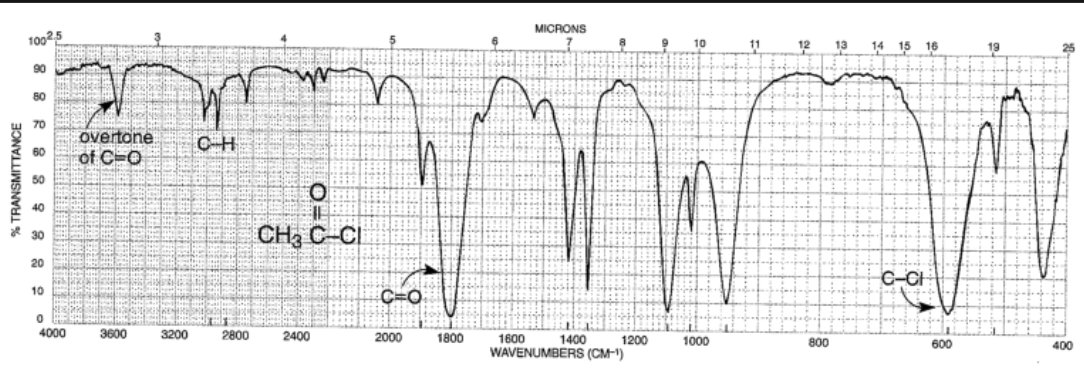 MICRONS
2.5 3 4 5 6 7 8 9 10 11 12 13 14 15 16 19 25
% TRANSMITTANCE
100
90
80
70
60
50
40
30
20
10
0
overtone
of C=O
C–H
O
CH3 C–Cl
C=O
C–Cl
4000 3600 3200 2800 2400 2000 1800 1600 1400 1200 1000 800 600 400
WAVENUMBERS (CM⁻¹)